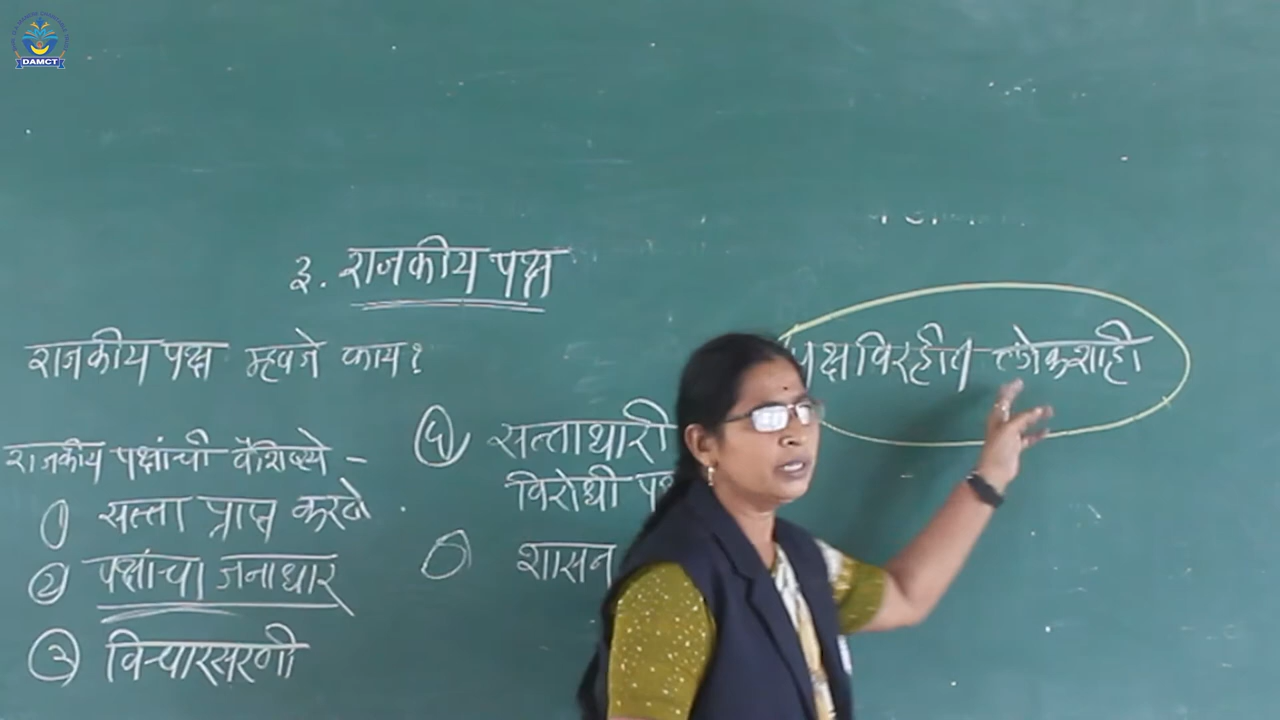 DAMCT
३. राजकीय पक्ष
राजकीय पक्ष म्हणजे काय?
राजकीय पक्षांची वैशिष्ट्ये -
१) सत्ता प्राप्त करणे.
२) पक्षांचा जनाधार
३) विचारसरणी
५) सत्ताधारी
विरोधी
शासन
पक्षविरहीत लोकशाही